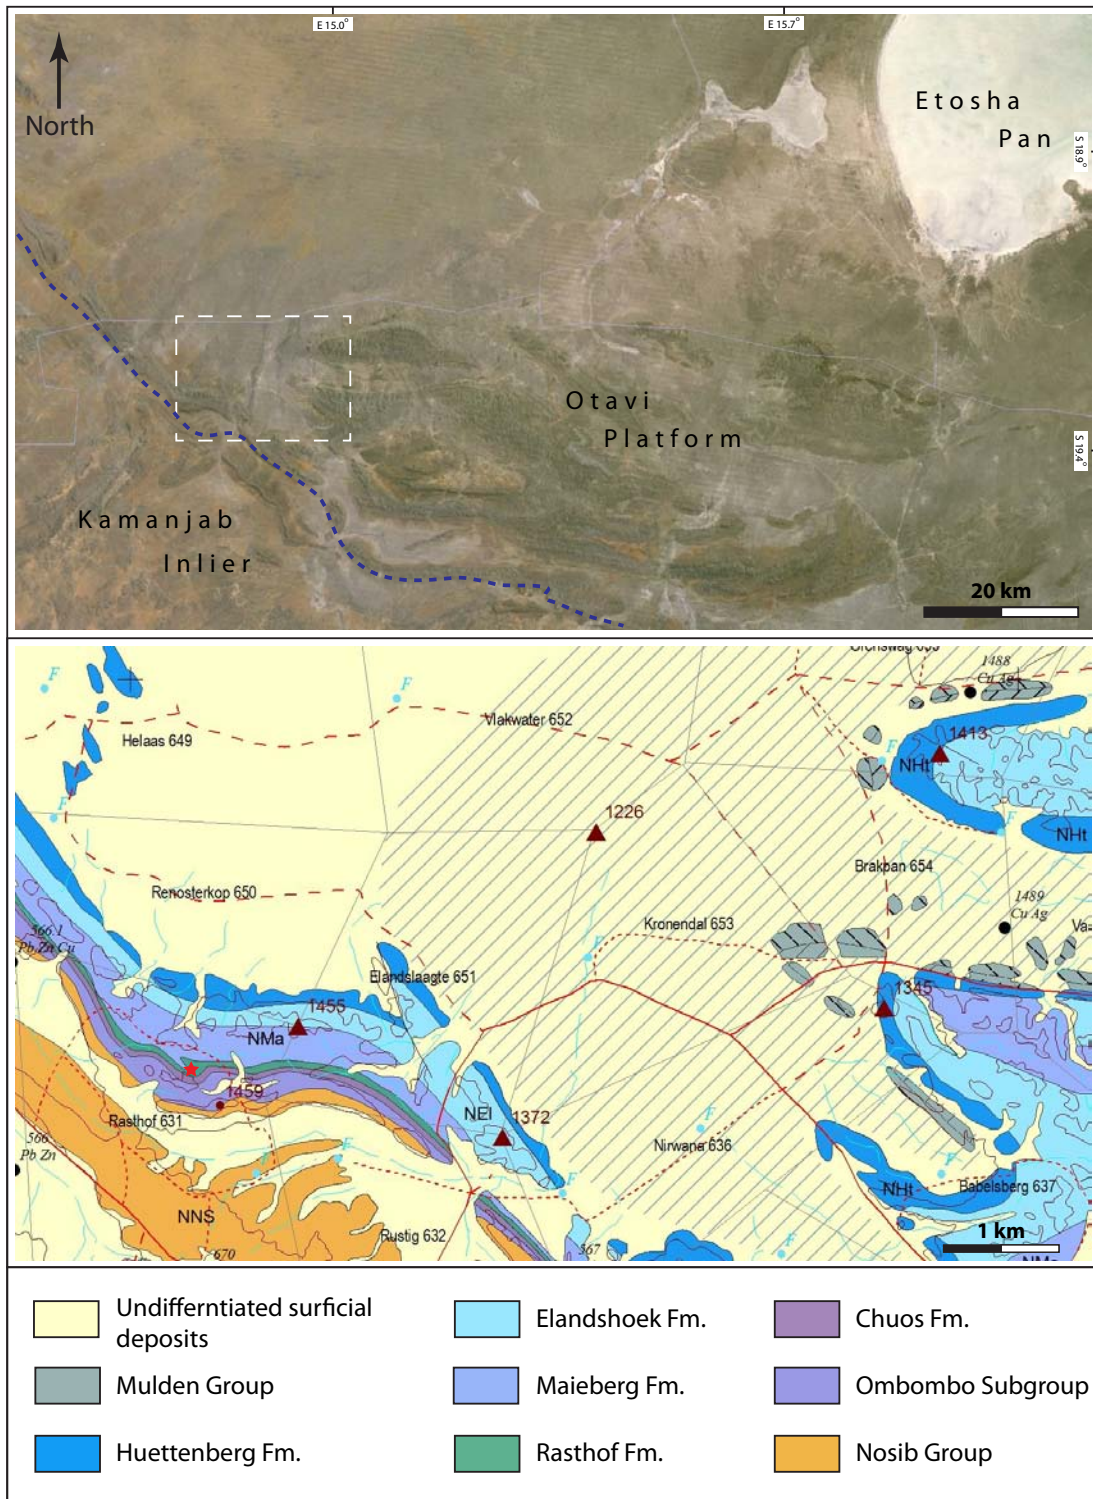 E 15.0°
E 15.7°
North
Etosha
Pan
S 18.9°
Otavi
Platform
S 19.4°
Kamanjab
Inlier
20 km
1488
Cu Ag
F
F
Vlakwater 652
Helaas 649
1413
F
NHt
F
F
1226
NHt
Brakpan 654
Renosterkop 650
1489
Cu Ag
566.1
Pb,Zn Cu
Kronendal 653
F
Elandslaagte 651
1345
1455
NMa
1459
Rasthof 631
NEl
1372
F
566
Pb Zn
F
F
Nirwana 636
F
F
NHt
Babelsberg 637
NNS
Rustig 632
670
567
F
1 km
Undifferntiated surficial
deposits
Mulden Group
Huettenberg Fm.
Elandshoek Fm.
Maieberg Fm.
Rasthof Fm.
Chuos Fm.
Ombombo Subgroup
Nosib Group